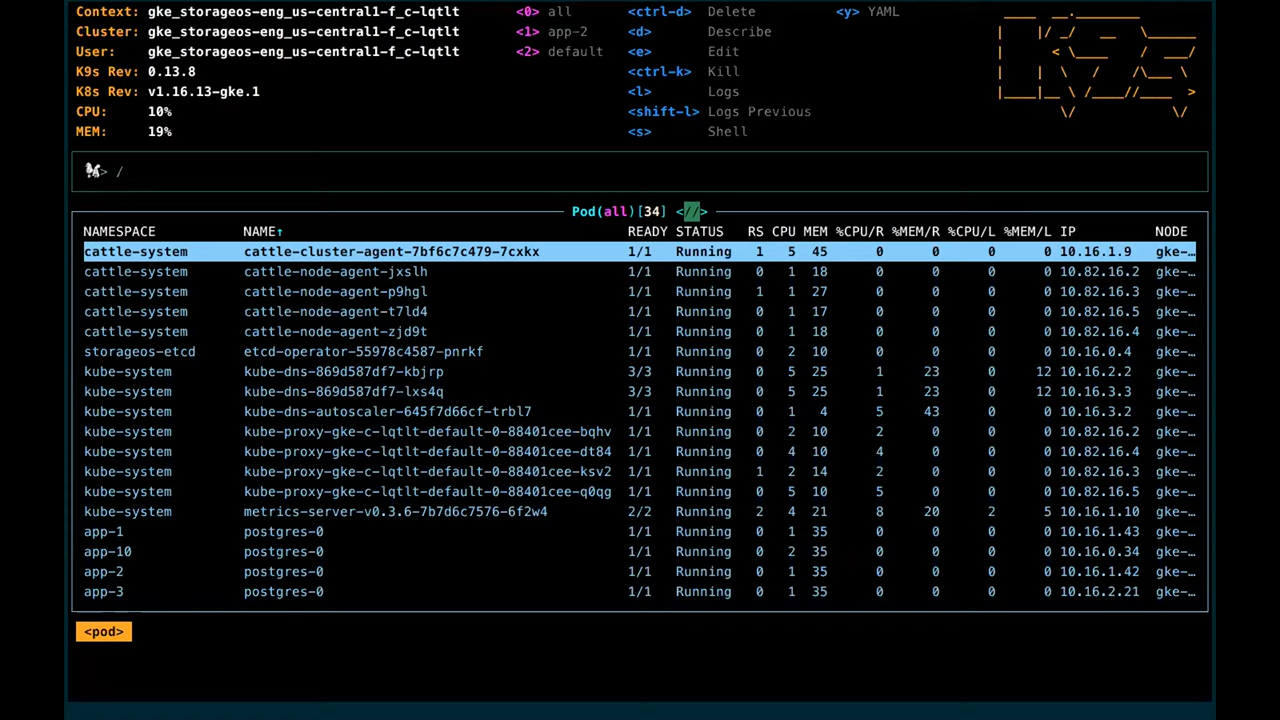 Context: gke_storageos-eng_us-central1-f_c-lqtlt <0> all <ctrl-d> Delete <y> YAML
Cluster: gke_storageos-eng_us-central1-f_c-lqtlt <1> app-2 <d> Describe
User: gke_storageos-eng_us-central1-f_c-lqtlt <2> default <e> Edit
K9s Rev: 0.13.8 <ctrl-k> Kill
K8s Rev: v1.16.13-gke.1 <l> Logs
CPU: 10% <shift-l> Logs Previous
MEM: 19% <s> Shell
> /
Pod(all)[34] <//>
NAMESPACE NAME↑ READY STATUS RS CPU MEM %CPU/R %MEM/R %CPU/L %MEM/L IP NODE
cattle-system cattle-cluster-agent-7bf6c7c479-7cxkx 1/1 Running 1 5 45 0 0 0 0 10.16.1.9 gke-…
cattle-system cattle-node-agent-jxslh 1/1 Running 0 1 18 0 0 0 0 10.82.16.2 gke-…
cattle-system cattle-node-agent-p9hgl 1/1 Running 1 1 27 0 0 0 0 10.82.16.3 gke-…
cattle-system cattle-node-agent-t7ld4 1/1 Running 0 1 17 0 0 0 0 10.82.16.5 gke-…
cattle-system cattle-node-agent-zjd9t 1/1 Running 0 1 18 0 0 0 0 10.82.16.4 gke-…
storageos-etcd etcd-operator-55978c4587-pnrkf 1/1 Running 0 2 10 0 0 0 0 10.16.0.4 gke-…
kube-system kube-dns-869d587df7-kbjrp 3/3 Running 0 5 25 1 23 0 12 10.16.2.2 gke-…
kube-system kube-dns-869d587df7-lxs4q 3/3 Running 0 5 25 1 23 0 12 10.16.3.3 gke-…
kube-system kube-dns-autoscaler-645f7d66cf-trbl7 1/1 Running 0 1 4 5 43 0 0 10.16.3.2 gke-…
kube-system kube-proxy-gke-c-lqtlt-default-0-88401cee-bqhv 1/1 Running 0 2 10 2 0 0 0 10.82.16.2 gke-…
kube-system kube-proxy-gke-c-lqtlt-default-0-88401cee-dt84 1/1 Running 0 4 10 4 0 0 0 10.82.16.4 gke-…
kube-system kube-proxy-gke-c-lqtlt-default-0-88401cee-ksv2 1/1 Running 1 2 14 2 0 0 0 10.82.16.3 gke-…
kube-system kube-proxy-gke-c-lqtlt-default-0-88401cee-q0qg 1/1 Running 0 5 10 5 0 0 0 10.82.16.5 gke-…
kube-system metrics-server-v0.3.6-7b7d6c7576-6f2w4 2/2 Running 2 4 21 8 20 2 5 10.16.1.10 gke-…
app-1 postgres-0 1/1 Running 0 1 35 0 0 0 0 10.16.1.43 gke-…
app-10 postgres-0 1/1 Running 0 2 35 0 0 0 0 10.16.0.34 gke-…
app-2 postgres-0 1/1 Running 0 1 35 0 0 0 0 10.16.1.42 gke-…
app-3 postgres-0 1/1 Running 0 1 35 0 0 0 0 10.16.2.21 gke-…
<pod>